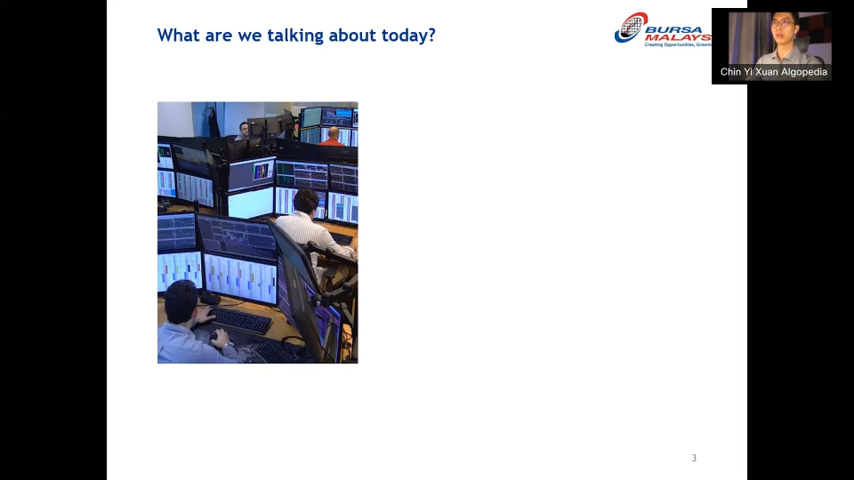 What are we talking about today?
BURSA
MALAYS
Creating Opportunities, Growin
Chin Yi Xuan Algopedia
3